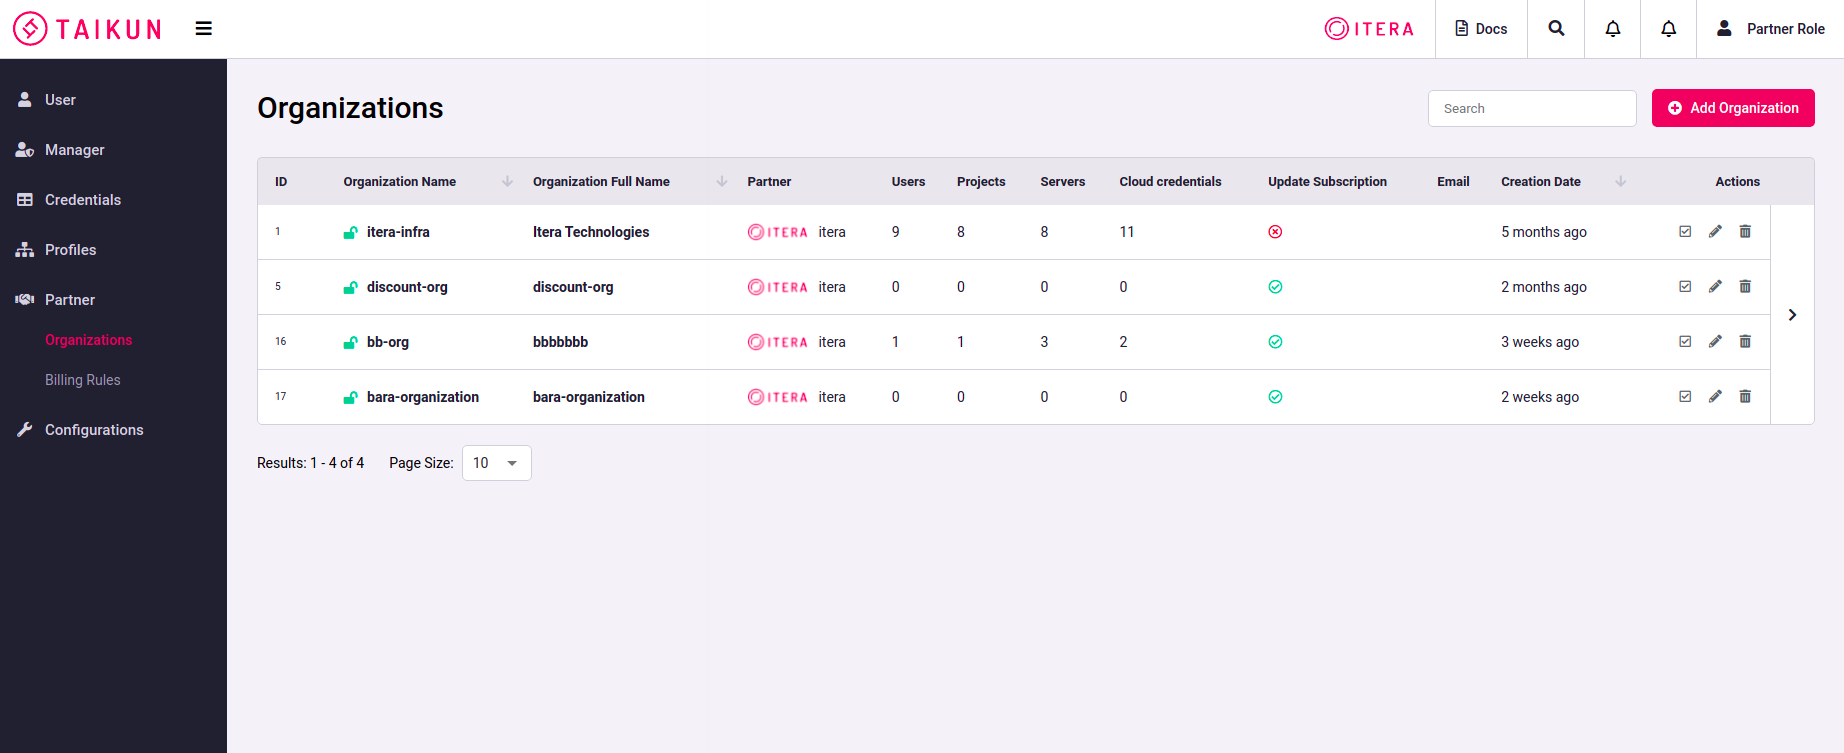 TAIKUN
ITERA
Docs
Partner Role
User
Manager
Credentials
Profiles
Partner
Organizations
Billing Rules
Configurations
Organizations
Search
Add Organization
ID Organization Name Organization Full Name Partner Users Projects Servers Cloud credentials Update Subscription Email Creation Date Actions
1 itera-infra Itera Technologies ITERA itera 9 8 8 11 5 months ago
5 discount-org discount-org ITERA itera 0 0 0 0 2 months ago
16 bb-org bbbbbbb ITERA itera 1 1 3 2 3 weeks ago
17 bara-organization bara-organization ITERA itera 0 0 0 0 2 weeks ago
Results: 1 - 4 of 4 Page Size: 10